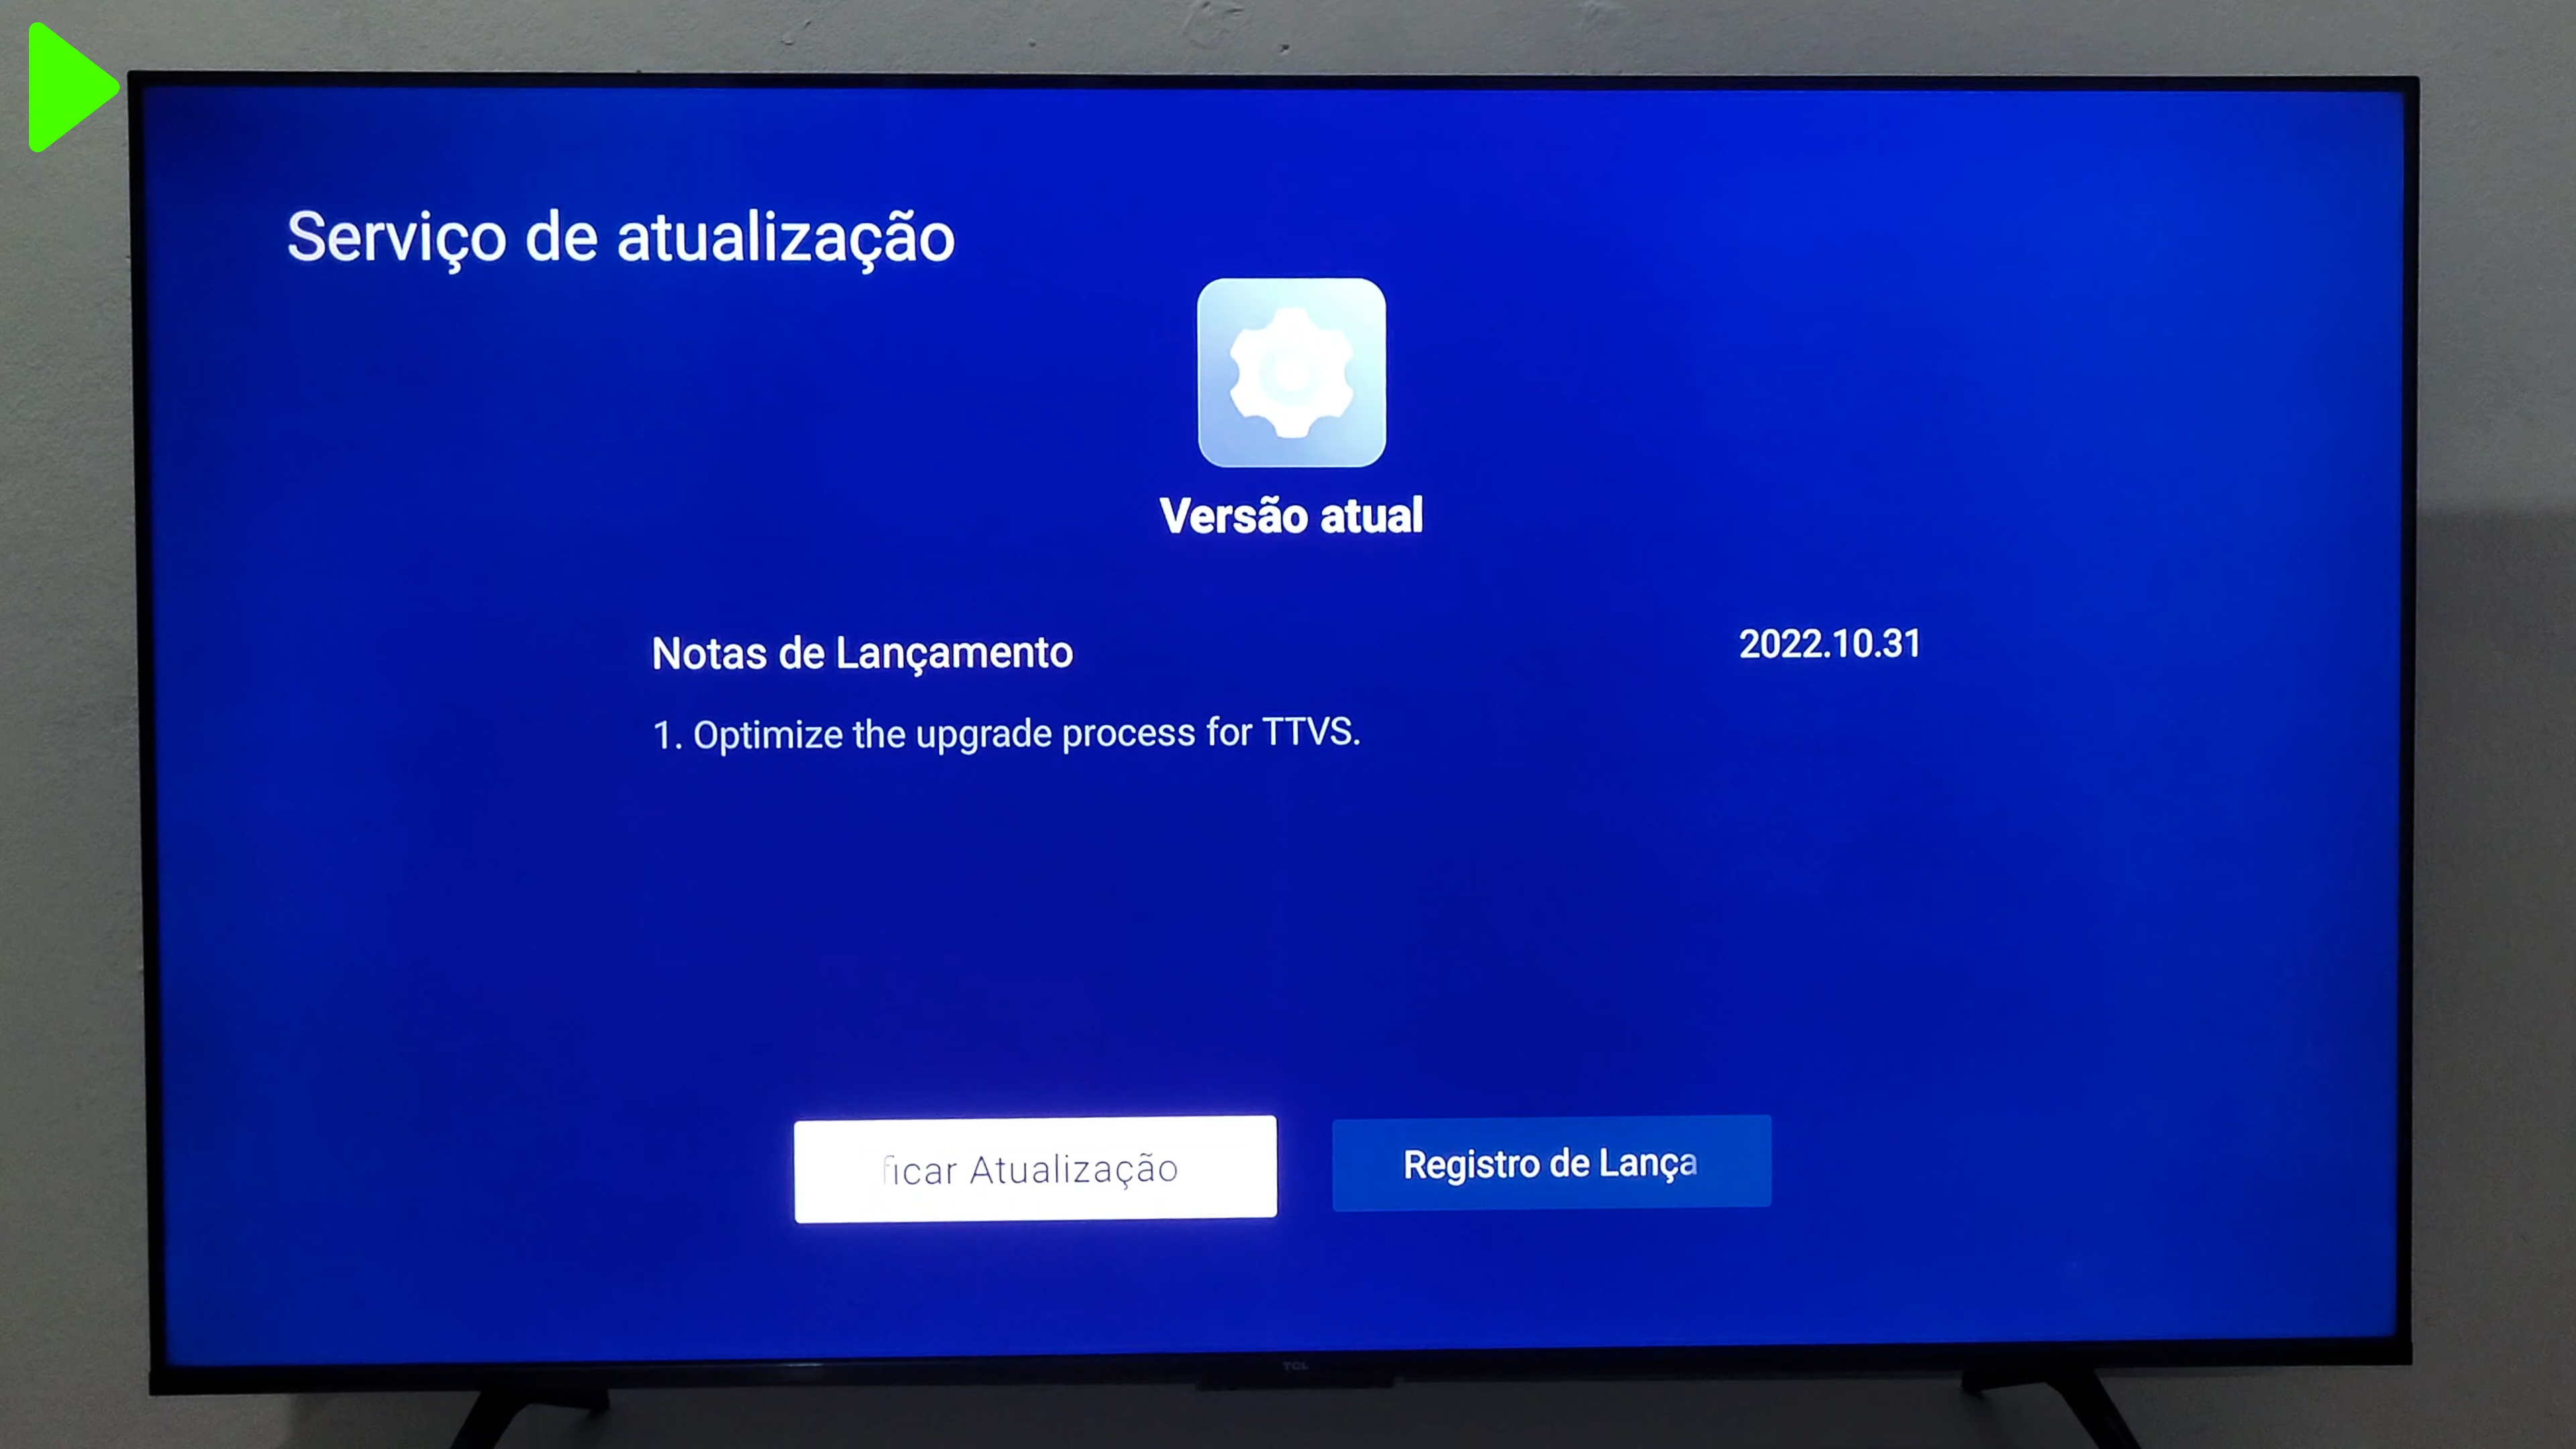 Serviço de atualização
Versão atual
Notas de Lançamento
2022.10.31
1. Optimize the upgrade process for TTVS.
ficar Atualização
Registro de Lança
TCL